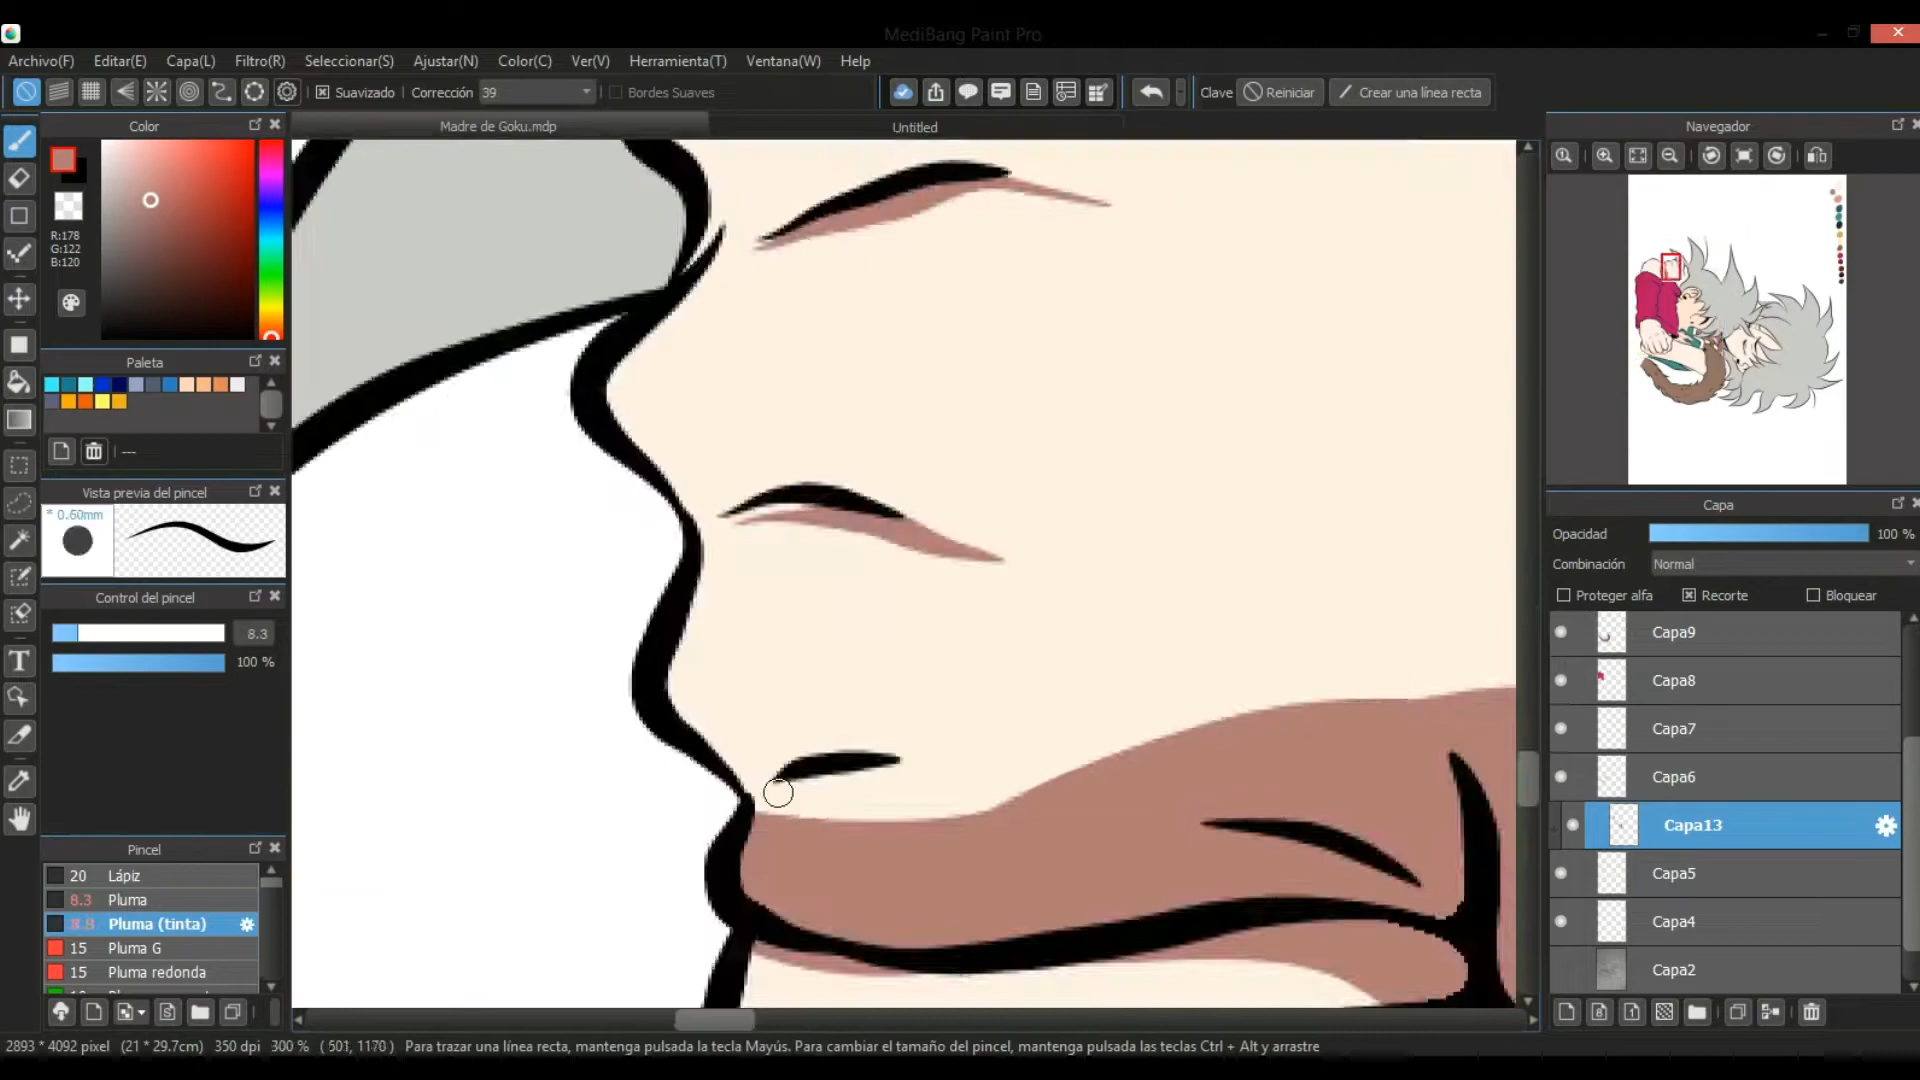 MediBang Paint Pro
Archivo(F) Editar(E) Capa(L) Filtro(R) Seleccionar(S) Ajustar(N) Color(C) Ver(V) Herramienta(T) Ventana(W) Help
Suavizado Corrección 39 Bordes Suaves Clave Reiniciar Crear una línea recta
Color
Madre de Goku.mdp
Untitled
Navegador
R:178
G:122
B:120
Paleta
---
Vista previa del pincel
* 0.60mm
Control del pincel
8.3
100 %
Pincel
20 Lápiz
8.3 Pluma
8.3 Pluma (tinta)
15 Pluma G
15 Pluma redonda
Capa
Opacidad 100 %
Combinación Normal
Proteger alfa Recorte Bloquear
Capa9
Capa8
Capa7
Capa6
Capa13
Capa5
Capa4
Capa2
2893 * 4092 pixel (21 * 29.7cm) 350 dpi 300 % ( 501, 1170 ) Para trazar una línea recta, mantenga pulsada la tecla Mayús. Para cambiar el tamaño del pincel, mantenga pulsada las teclas Ctrl + Alt y arrastre